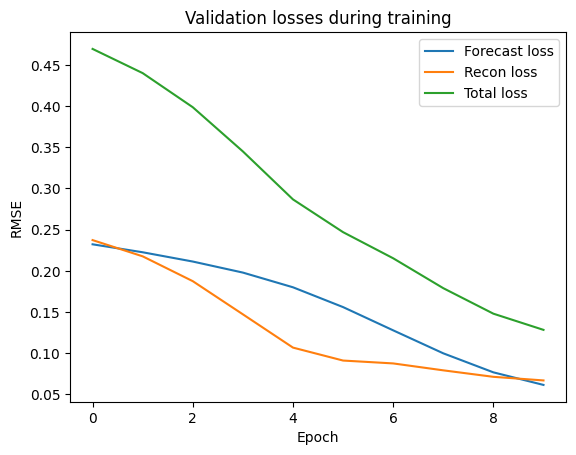 Validation losses during training
Forecast loss
Recon loss
Total loss
RMSE
0.45
0.40
0.35
0.30
0.25
0.20
0.15
0.10
0.05
0 2 4 6 8
Epoch